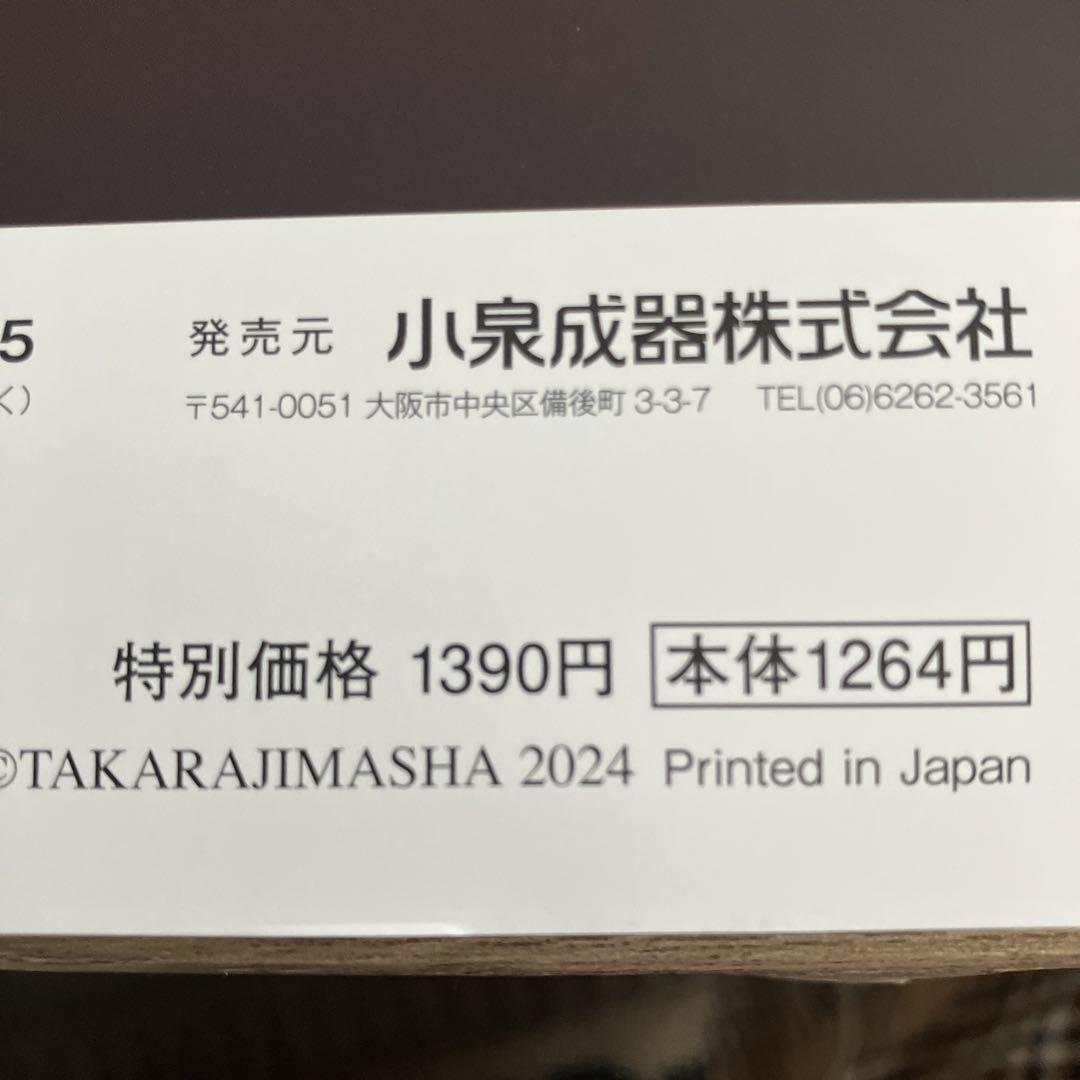 5 発売元 小泉成器株式会社
く） 〒541-0051 大阪市中央区備後町 3-3-7 TEL(06)6262-3561
特別価格 1390円 本体1264円
©TAKARAJIMASHA 2024 Printed in Japan